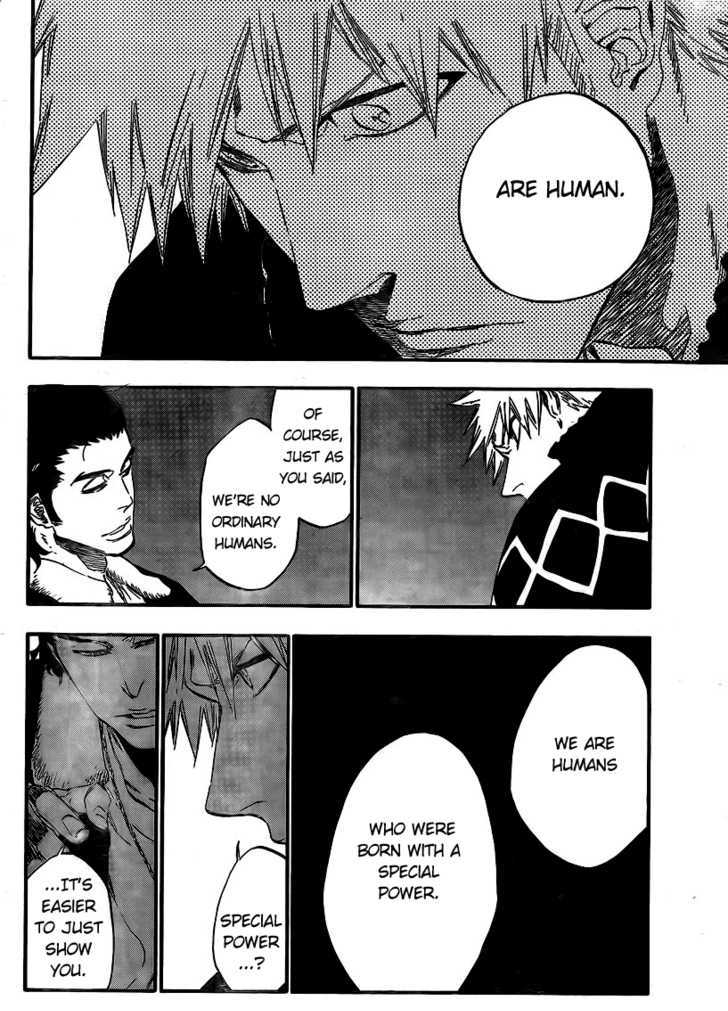 ARE HUMAN.
OF
COURSE,
JUST AS
YOU SAID,
WE'RE NO
ORDINARY
HUMANS.
WE ARE
HUMANS
WHO WERE
BORN WITH A
SPECIAL
POWER.
SPECIAL
POWER
...?
...IT'S
EASIER
TO JUST
SHOW
YOU.